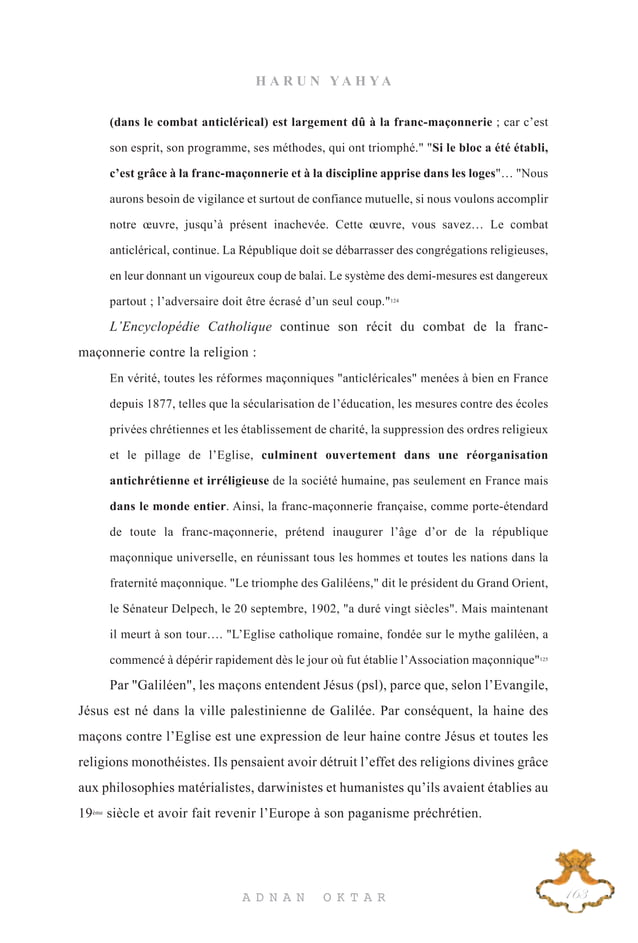 HARUN YAHYA
(dans le combat anticlérical) est largement dû à la franc-maçonnerie ; car c’est
son esprit, son programme, ses méthodes, qui ont triomphé." "Si le bloc a été établi,
c’est grâce à la franc-maçonnerie et à la discipline apprise dans les loges"… "Nous
aurons besoin de vigilance et surtout de confiance mutuelle, si nous voulons accomplir
notre œuvre, jusqu’à présent inachevée. Cette œuvre, vous savez… Le combat
anticlérical, continue. La République doit se débarrasser des congrégations religieuses,
en leur donnant un vigoureux coup de balai. Le système des demi-mesures est dangereux
partout ; l’adversaire doit être écrasé d’un seul coup."124
L’Encyclopédie Catholique continue son récit du combat de la franc-
maçonnerie contre la religion :
En vérité, toutes les réformes maçonniques "anticléricales" menées à bien en France
depuis 1877, telles que la sécularisation de l’éducation, les mesures contre des écoles
privées chrétiennes et les établissement de charité, la suppression des ordres religieux
et le pillage de l’Eglise, culminent ouvertement dans une réorganisation
antichrétienne et irréligieuse de la société humaine, pas seulement en France mais
dans le monde entier. Ainsi, la franc-maçonnerie française, comme porte-étendard
de toute la franc-maçonnerie, prétend inaugurer l’âge d’or de la république
maçonnique universelle, en réunissant tous les hommes et toutes les nations dans la
fraternité maçonnique. "Le triomphe des Galiléens," dit le président du Grand Orient,
le Sénateur Delpech, le 20 septembre, 1902, "a duré vingt siècles". Mais maintenant
il meurt à son tour…. "L’Eglise catholique romaine, fondée sur le mythe galiléen, a
commencé à dépérir rapidement dès le jour où fut établie l’Association maçonnique"125
Par "Galiléen", les maçons entendent Jésus (psl), parce que, selon l’Evangile,
Jésus est né dans la ville palestinienne de Galilée. Par conséquent, la haine des
maçons contre l’Eglise est une expression de leur haine contre Jésus et toutes les
religions monothéistes. Ils pensaient avoir détruit l’effet des religions divines grâce
aux philosophies matérialistes, darwinistes et humanistes qu’ils avaient établies au
19ème siècle et avoir fait revenir l’Europe à son paganisme préchrétien.
ADNAN OKTAR
163